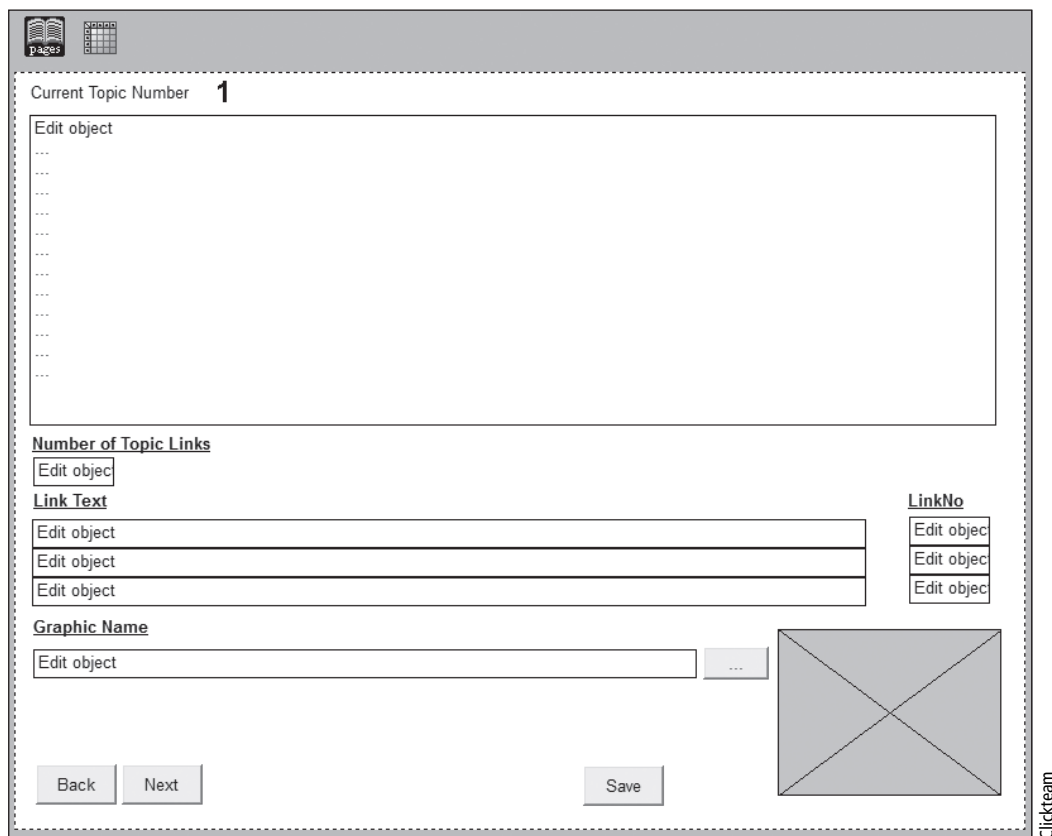 pages
Current Topic Number 1
Edit object
...
...
...
...
...
...
...
...
...
...
...
...
Number of Topic Links
Edit objec
Link Text LinkNo
Edit object Edit objec
Edit object Edit objec
Edit object Edit objec
Graphic Name
Edit object ...
Back Next Save
Clickteam